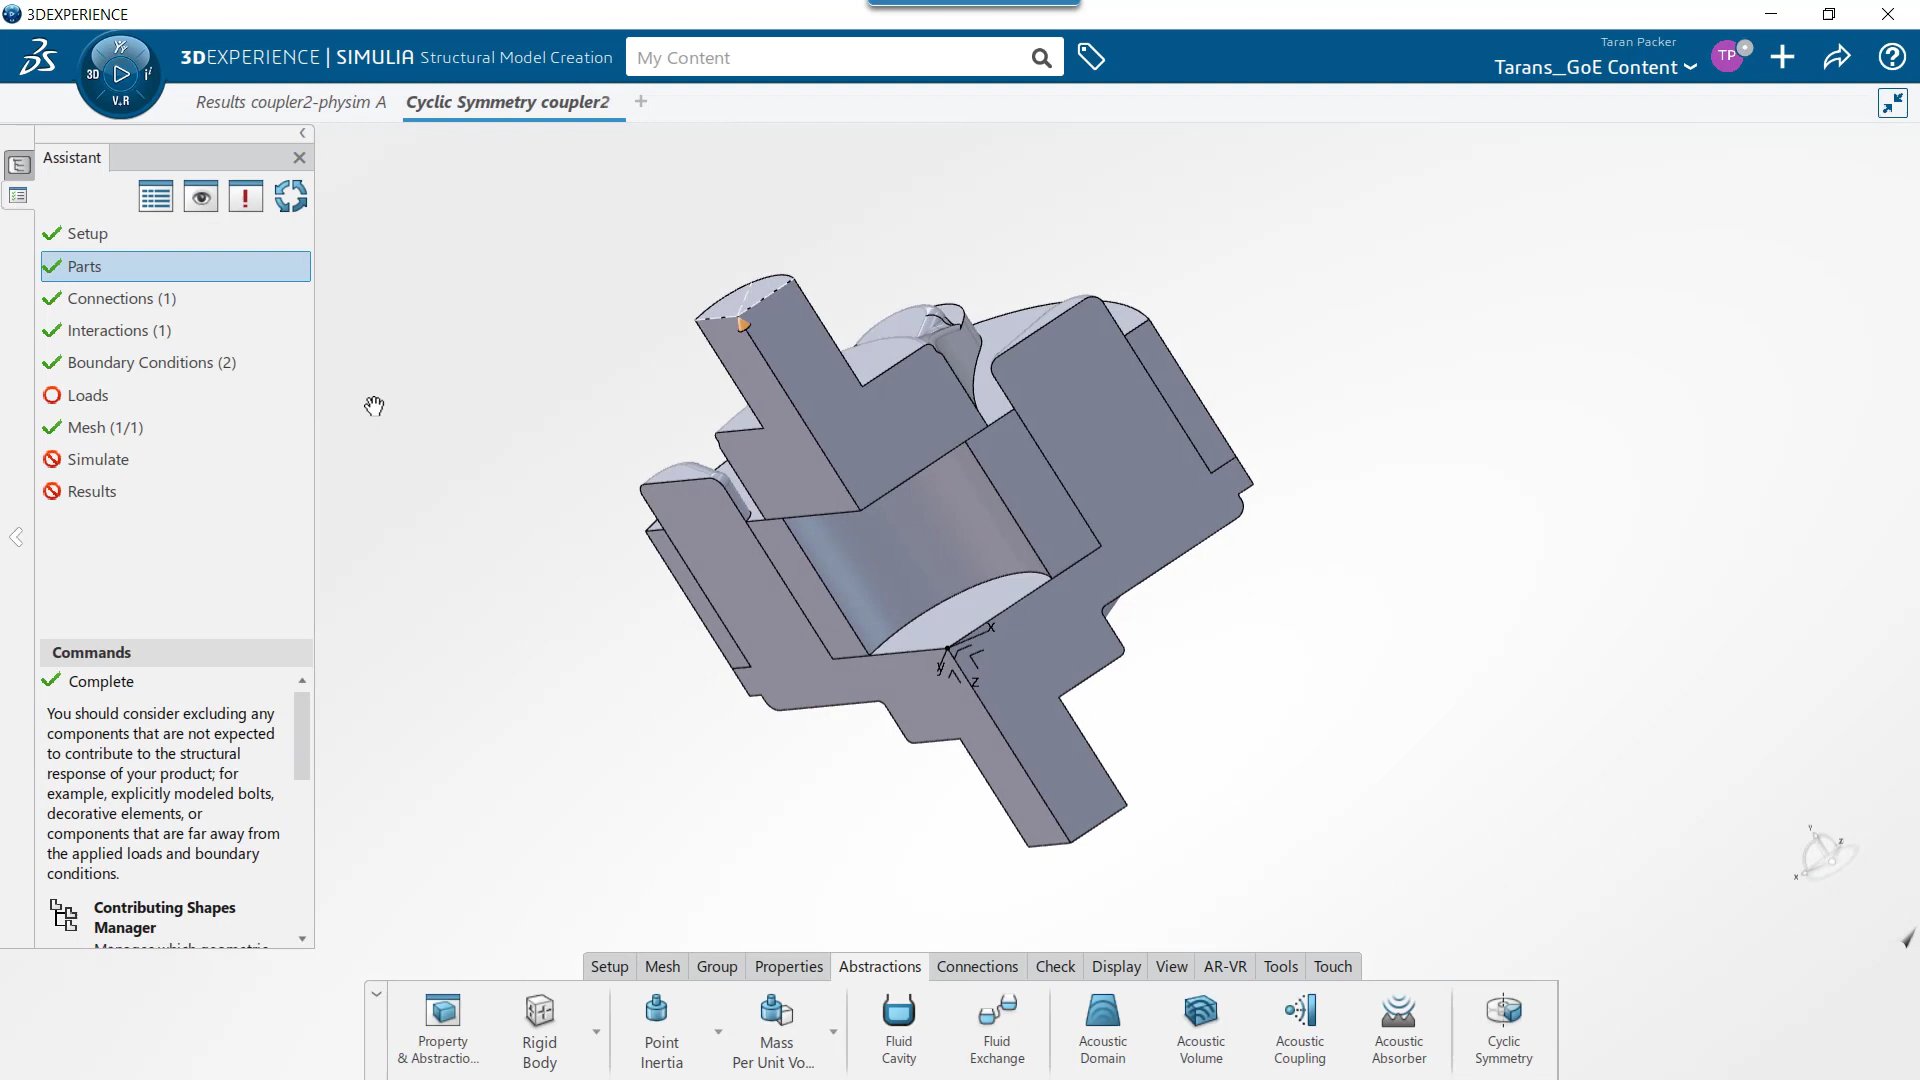 3DEXPERIENCE
3DEXPERIENCE | SIMULIA Structural Model Creation
My Content
Taran Packer
Tarans__GoE Content
TP
3D
V.R
Results coupler2-physim A
Cyclic Symmetry coupler2
Assistant
Setup
Parts
Connections (1)
Interactions (1)
Boundary Conditions (2)
Loads
Mesh (1/1)
Simulate
Results
Commands
Complete
You should consider excluding any
components that are not expected
to contribute to the structural
response of your product; for
example, explicitly modeled bolts,
decorative elements, or
components that are far away from
the applied loads and boundary
conditions.
Contributing Shapes
Manager
x
y
z
Y
z
x
Setup
Mesh
Group
Properties
Abstractions
Connections
Check
Display
View
AR-VR
Tools
Touch
Property
& Abstractio...
Rigid
Body
Point
Inertia
Mass
Per Unit Vo...
Fluid
Cavity
Fluid
Exchange
Acoustic
Domain
Acoustic
Volume
Acoustic
Coupling
Acoustic
Absorber
Cyclic
Symmetry